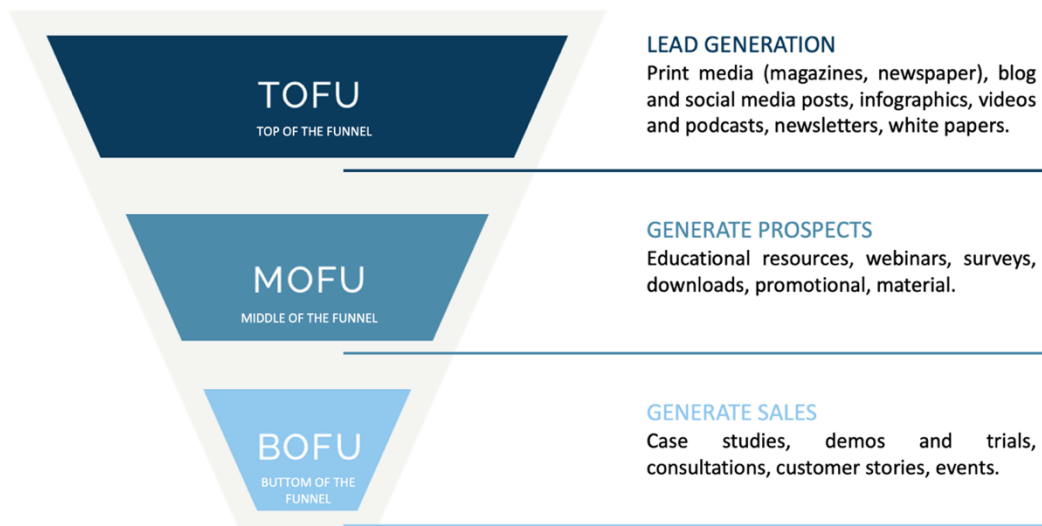 TOFU
TOP OF THE FUNNEL
LEAD GENERATION
Print media (magazines, newspaper), blog
and social media posts, infographics, videos
and podcasts, newsletters, white papers.
MOFU
MIDDLE OF THE FUNNEL
GENERATE PROSPECTS
Educational resources, webinars, surveys,
downloads, promotional, material.
BOFU
BUTTOM OF THE
FUNNEL
GENERATE SALES
Case studies, demos and trials,
consultations, customer stories, events.